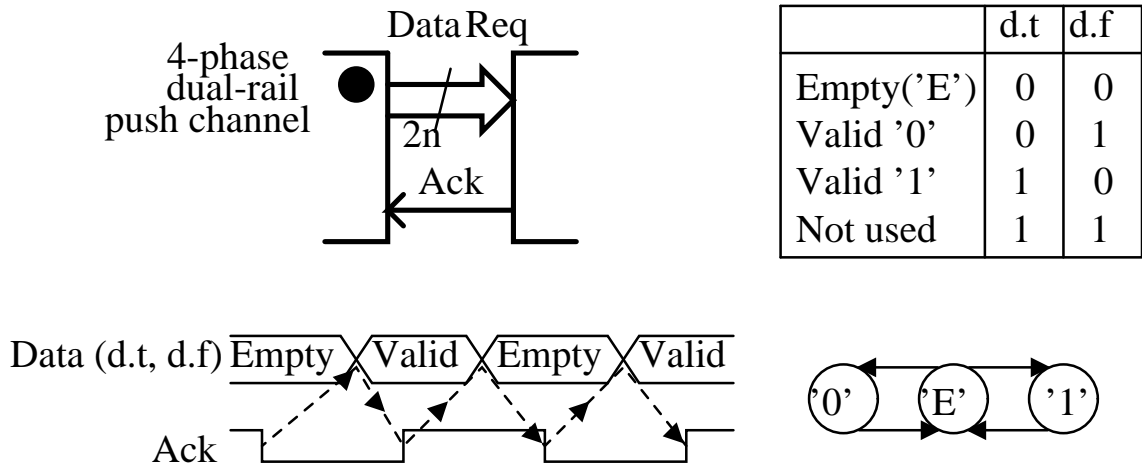 Data Req
4-phase
dual-rail
push channel
2n
Ack
d.t d.f
Empty('E') 0 0
Valid '0' 0 1
Valid '1' 1 0
Not used 1 1
Data (d.t, d.f) Empty Valid Empty Valid
Ack
'0' 'E' '1'